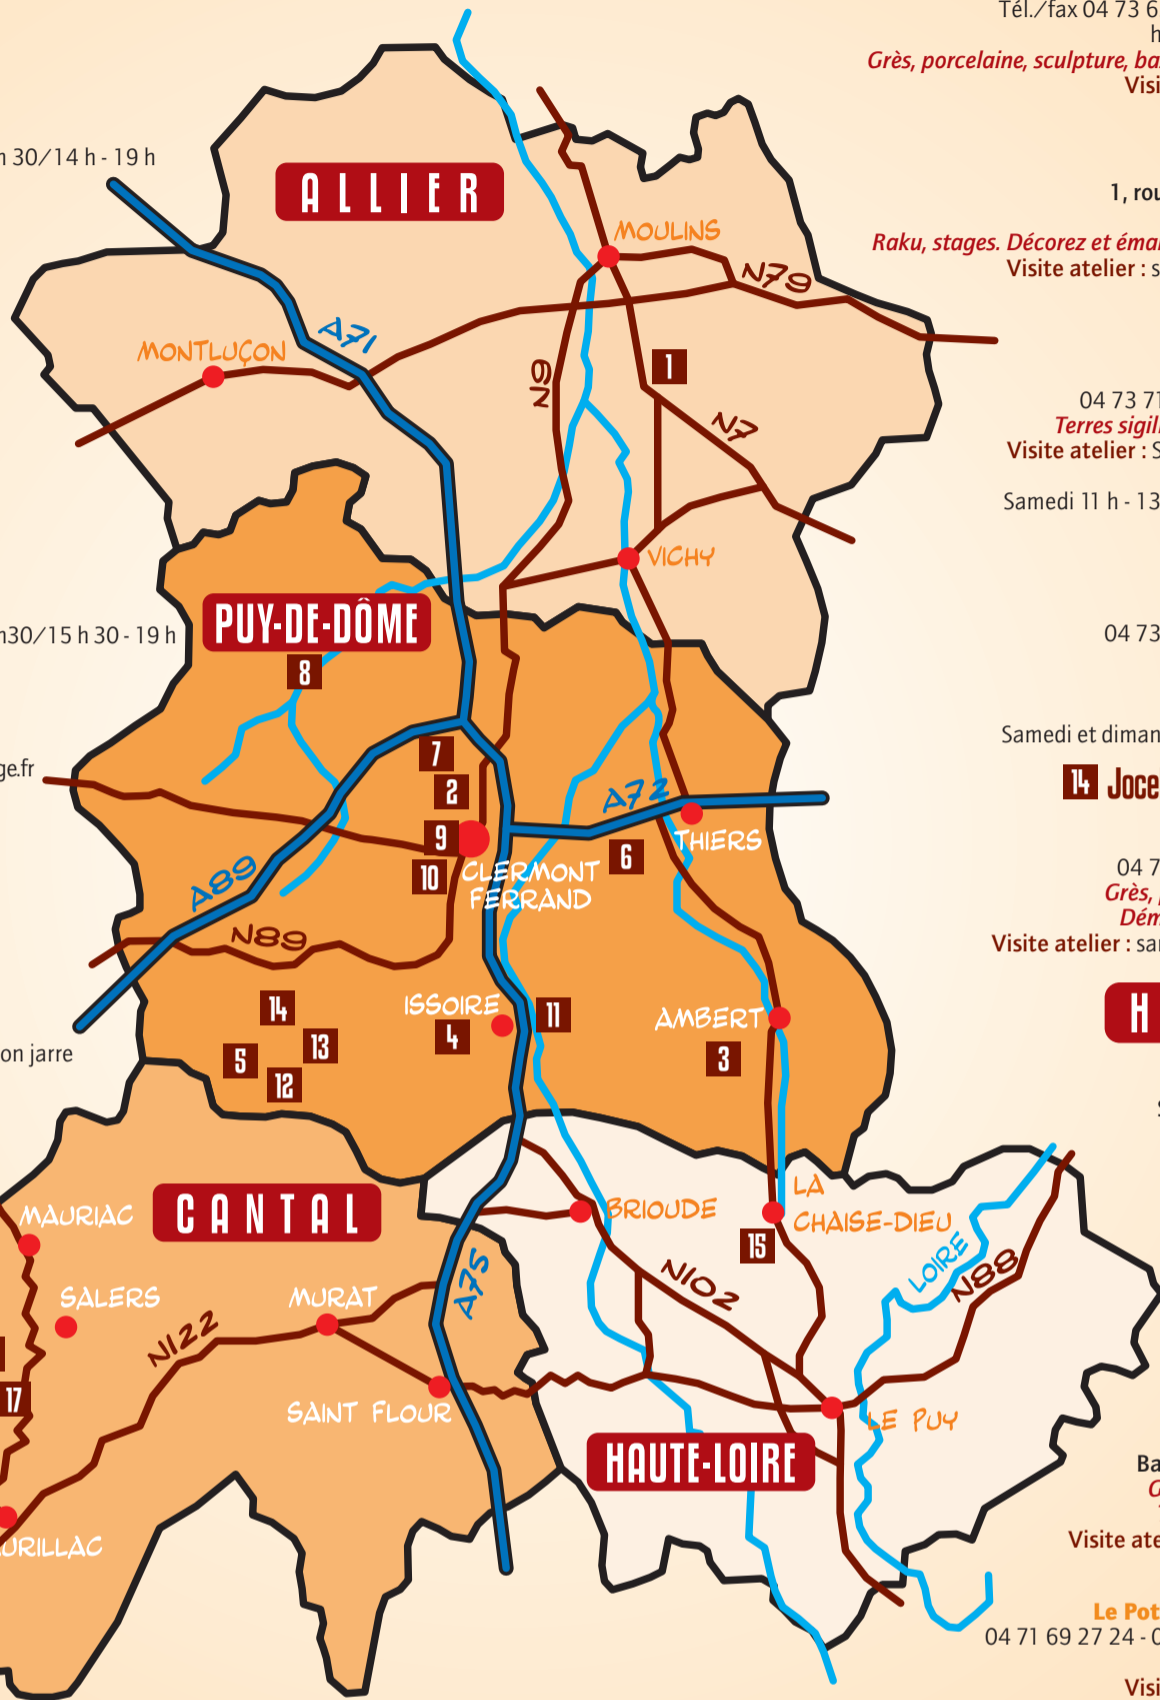 Tél./fax 04 73 6
h
Grès, porcelaine, sculpture, ba
Visi
h 30/14 h - 19 h
ALLIER
1, rou
MOULINS
Raku, stages. Décorez et émai
Visite atelier : s
N79
A71
MONTLUÇON
N9
1
04 73 71
N7
Terres sigil
Visite atelier : S
Samedi 11 h - 13
VICHY
PUY-DE-DÔME
h30/15 h 30 - 19 h
04 73
8
Samedi et diman
7
ge.fr
14 Joce
2
A72
9
THIERS
6
10
CLERMONT
FERRAND
A89
04 7
Grès,
Dém
N89
Visite atelier : sa
14
ISSOIRE
11
H
AMBERT
4
13
on jarre
5
3
12
LA
CHAISE-DIEU
MAURIAC
CANTAL
BRIOUDE
15
LOIRE
A75
N88
N102
SALERS
MURAT
N122
17
SAINT FLOUR
LE PUY
HAUTE-LOIRE
Ba
URILLAC
Visite ate
Le Pot
04 71 69 27 24 - 0
Visi